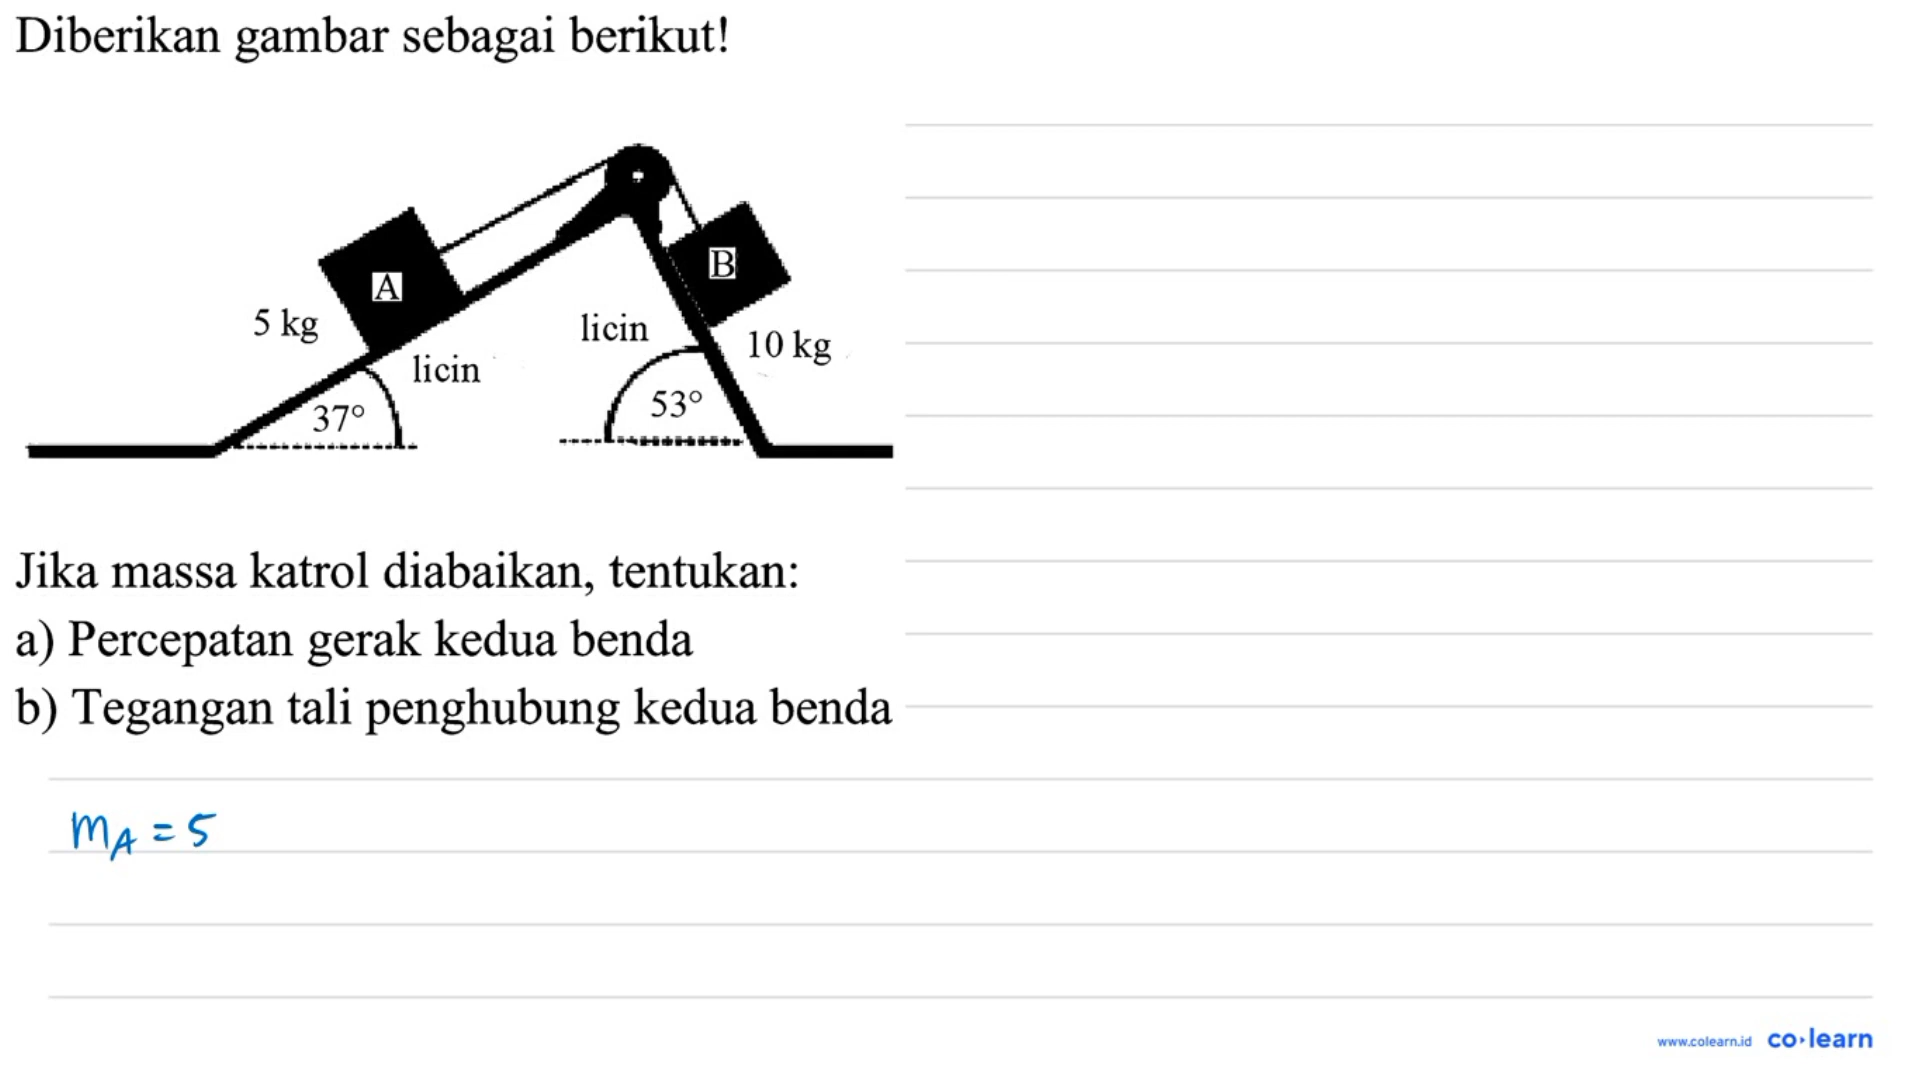 Diberikan gambar sebagai berikut!
A
B
5 kg
licin
10 kg
licin
37°
53°
Jika massa katrol diabaikan, tentukan:
a) Percepatan gerak kedua benda
b) Tegangan tali penghubung kedua benda
mA = 5
www.colearn.id co·learn